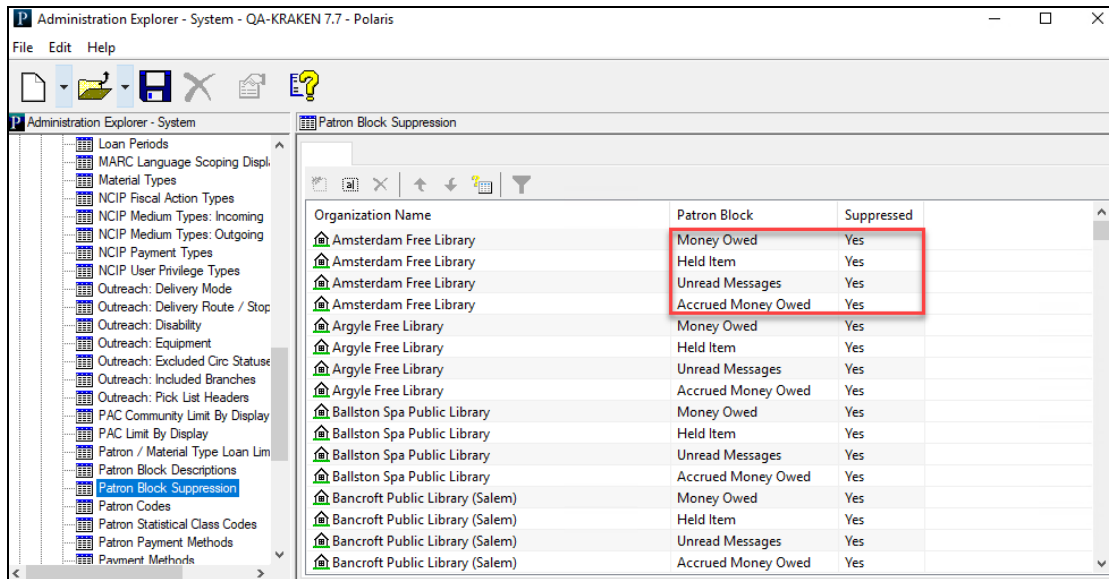 Administration Explorer - System - QA-KRAKEN 7.7 - Polaris
File Edit Help
Administration Explorer - System
Loan Periods
MARC Language Scoping Displ
Material Types
NCIP Fiscal Action Types
NCIP Medium Types: Incoming
NCIP Medium Types: Outgoing
NCIP Payment Types
NCIP User Privilege Types
Outreach: Delivery Mode
Outreach: Delivery Route / Stop
Outreach: Disability
Outreach: Equipment
Outreach: Excluded Circ Statuse
Outreach: Included Branches
Outreach: Pick List Headers
PAC Community Limit By Display
PAC Limit By Display
Patron / Material Type Loan Lim
Patron Block Descriptions
Patron Block Suppression
Patron Codes
Patron Statistical Class Codes
Patron Payment Methods
Payment Methods
Patron Block Suppression
Organization Name Patron Block Suppressed
Amsterdam Free Library Money Owed Yes
Amsterdam Free Library Held Item Yes
Amsterdam Free Library Unread Messages Yes
Amsterdam Free Library Accrued Money Owed Yes
Argyle Free Library Money Owed Yes
Argyle Free Library Held Item Yes
Argyle Free Library Unread Messages Yes
Argyle Free Library Accrued Money Owed Yes
Ballston Spa Public Library Money Owed Yes
Ballston Spa Public Library Held Item Yes
Ballston Spa Public Library Unread Messages Yes
Ballston Spa Public Library Accrued Money Owed Yes
Bancroft Public Library (Salem) Money Owed Yes
Bancroft Public Library (Salem) Held Item Yes
Bancroft Public Library (Salem) Unread Messages Yes
Bancroft Public Library (Salem) Accrued Money Owed Yes